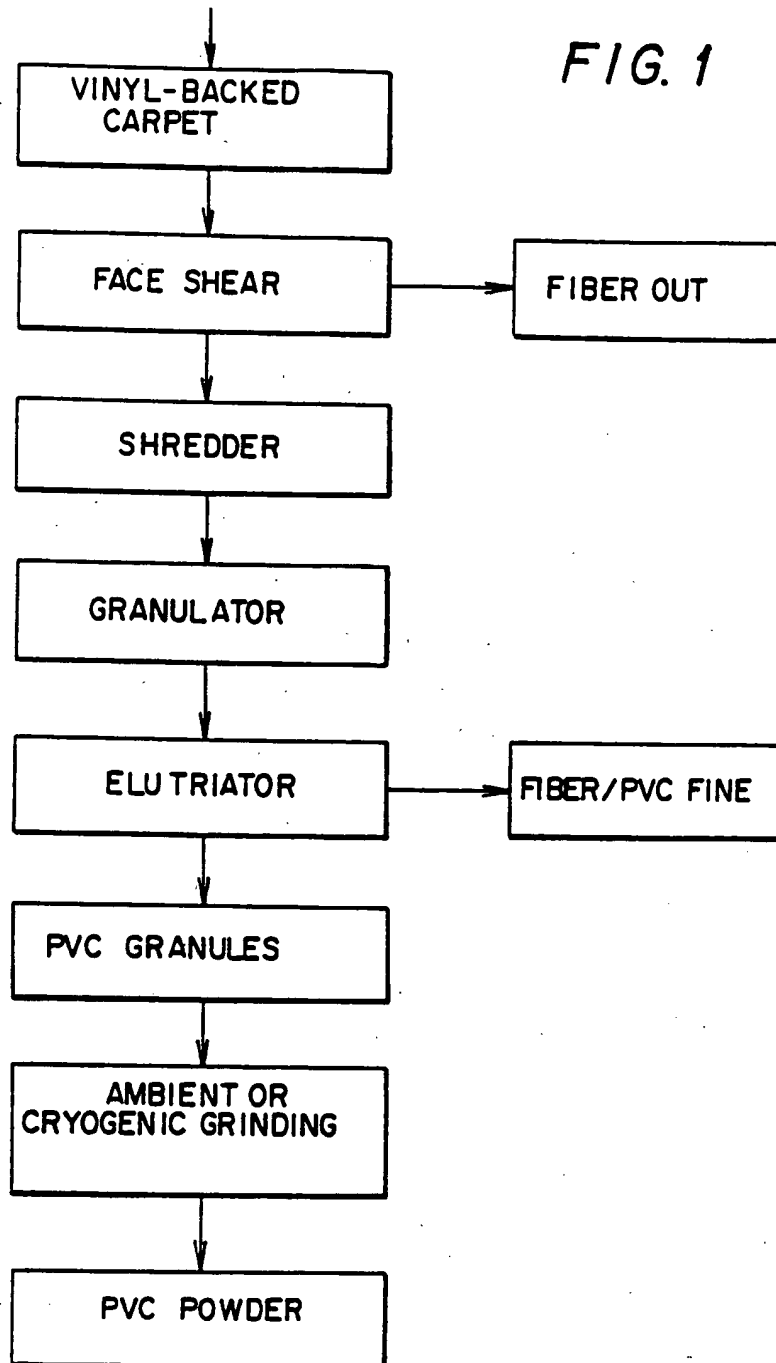 FIG. 1
VINYL-BACKED
CARPET
FACE SHEAR
FIBER OUT
SHREDDER
GRANULATOR
ELUTRIATOR
FIBER/PVC FINE
PVC GRANULES
AMBIENT OR
CRYOGENIC GRINDING
PVC POWDER